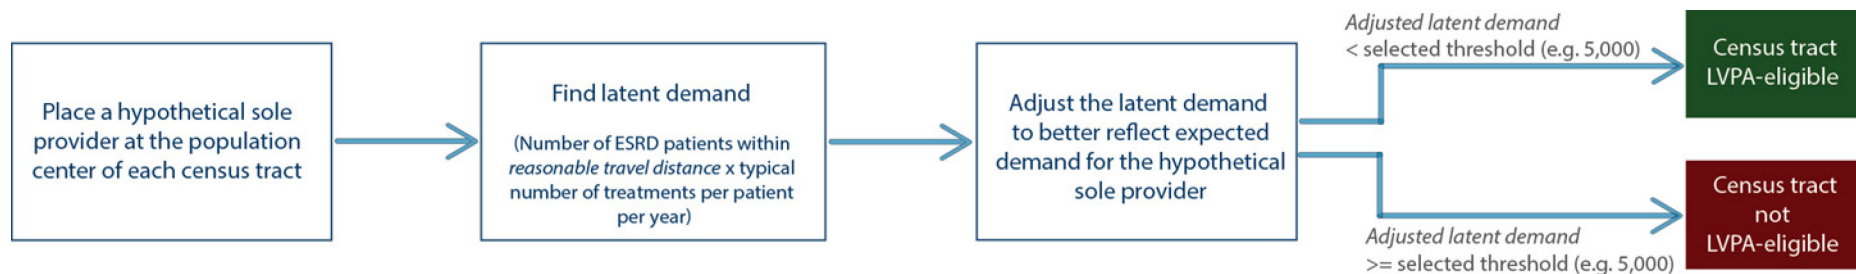 Place a hypothetical sole
provider at the population
center of each census tract
Find latent demand
(Number of ESRD patients within
reasonable travel distance x typical
number of treatments per patient
per year)
Adjust the latent demand
to better reflect expected
demand for the hypothetical
sole provider
Adjusted latent demand
< selected threshold (e.g. 5,000)
Census tract
LVPA-eligible
Adjusted latent demand
>= selected threshold (e.g. 5,000)
Census tract
not
LVPA-eligible